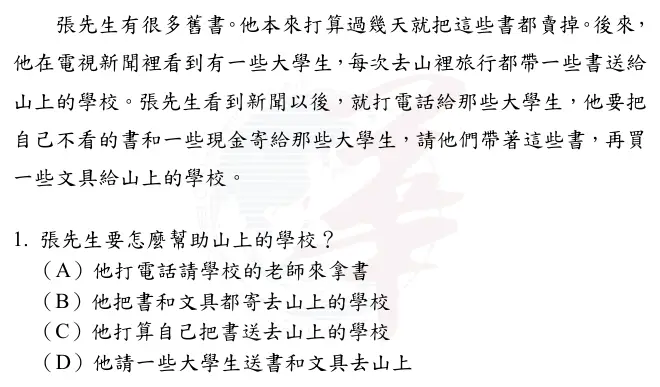 張先生有很多舊書。他本來打算過幾天就把這些書都賣掉。後來，
他在電視新聞裡看到有一些大學生，每次去山裡旅行都帶一些書送給
山上的學校。張先生看到新聞以後，就打電話給那些大學生，他要把
自己不看的書和一些現金寄給那些大學生，請他們帶著這些書，再買
一些文具給山上的學校。
1. 張先生要怎麼幫助山上的學校？
（A）他打電話請學校的老師來拿書
（B）他把書和文具都寄去山上的學校
（C）他打算自己把書送去山上的學校
（D）他請一些大學生送書和文具去山上